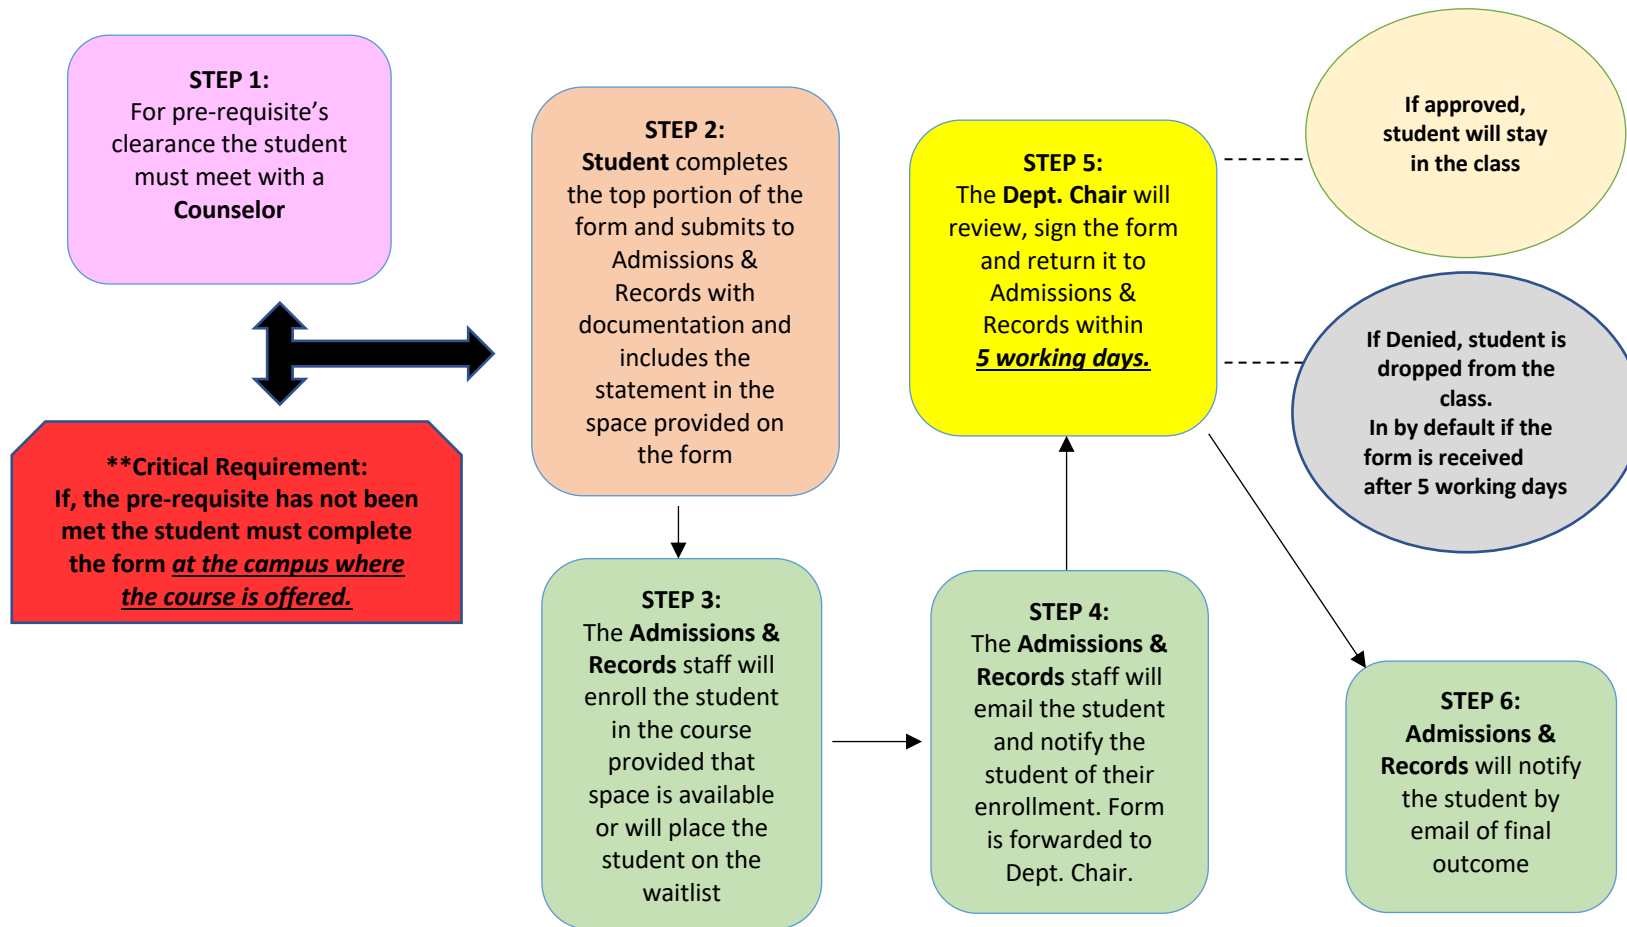 STEP 1:
For pre-requisite’s
clearance the student
must meet with a
Counselor
**Critical Requirement:
If, the pre-requisite has not been
met the student must complete
the form at the campus where
the course is offered.
STEP 2:
Student completes
the top portion of the
form and submits to
Admissions &
Records with
documentation and
includes the
statement in the
space provided on
the form
STEP 3:
The Admissions &
Records staff will
enroll the student
in the course
provided that
space is available
or will place the
student on the
waitlist
STEP 4:
The Admissions &
Records staff will
email the student
and notify the
student of their
enrollment. Form
is forwarded to
Dept. Chair.
STEP 5:
The Dept. Chair will
review, sign the form
and return it to
Admissions &
Records within
5 working days.
If approved,
student will stay
in the class
If Denied, student is
dropped from the
class.
In by default if the
form is received
after 5 working days
STEP 6:
Admissions &
Records will notify
the student by
email of final
outcome